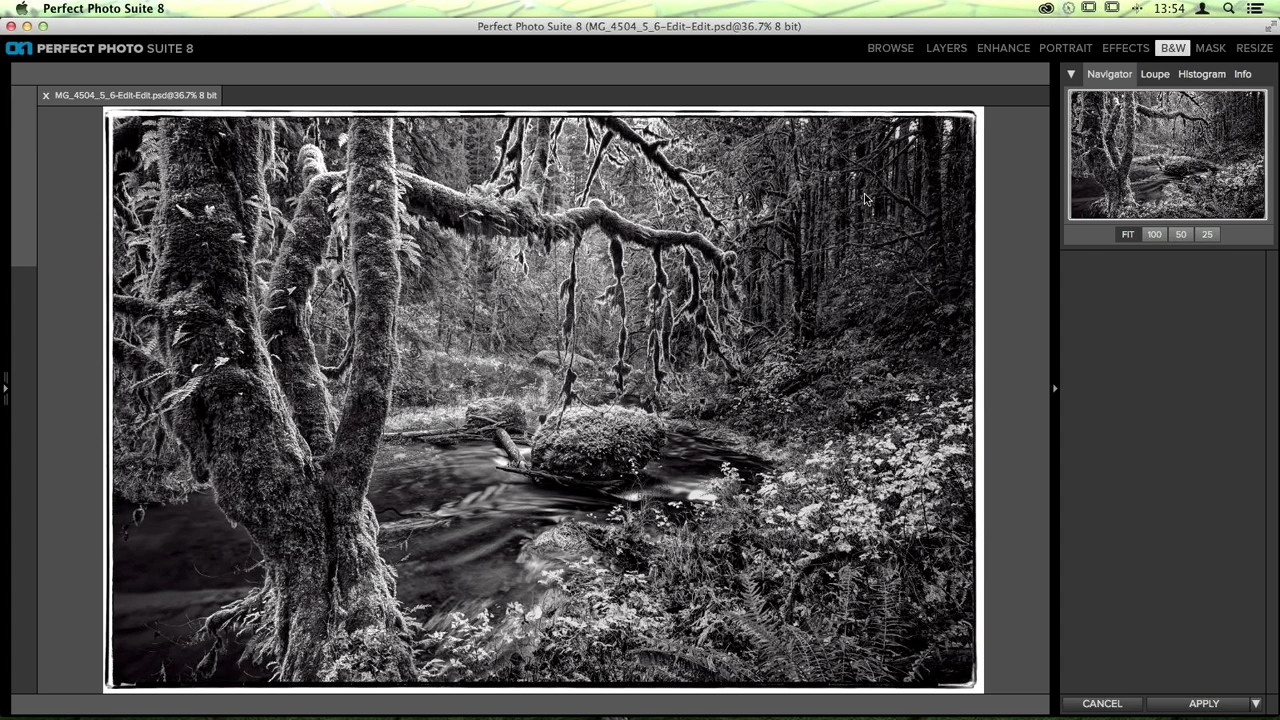 Perfect Photo Suite 8
13:54
Perfect Photo Suite 8 (MG_4504_5_6-Edit-Edit.psd@36.7% 8 bit)
on PERFECT PHOTO SUITE 8
BROWSE LAYERS ENHANCE PORTRAIT EFFECTS B&W MASK RESIZE
Navigator Loupe Histogram Info
X MG_4504_5_6-Edit-Edit.psd@36.7% 8 bit
FIT 100 50 25
CANCEL APPLY